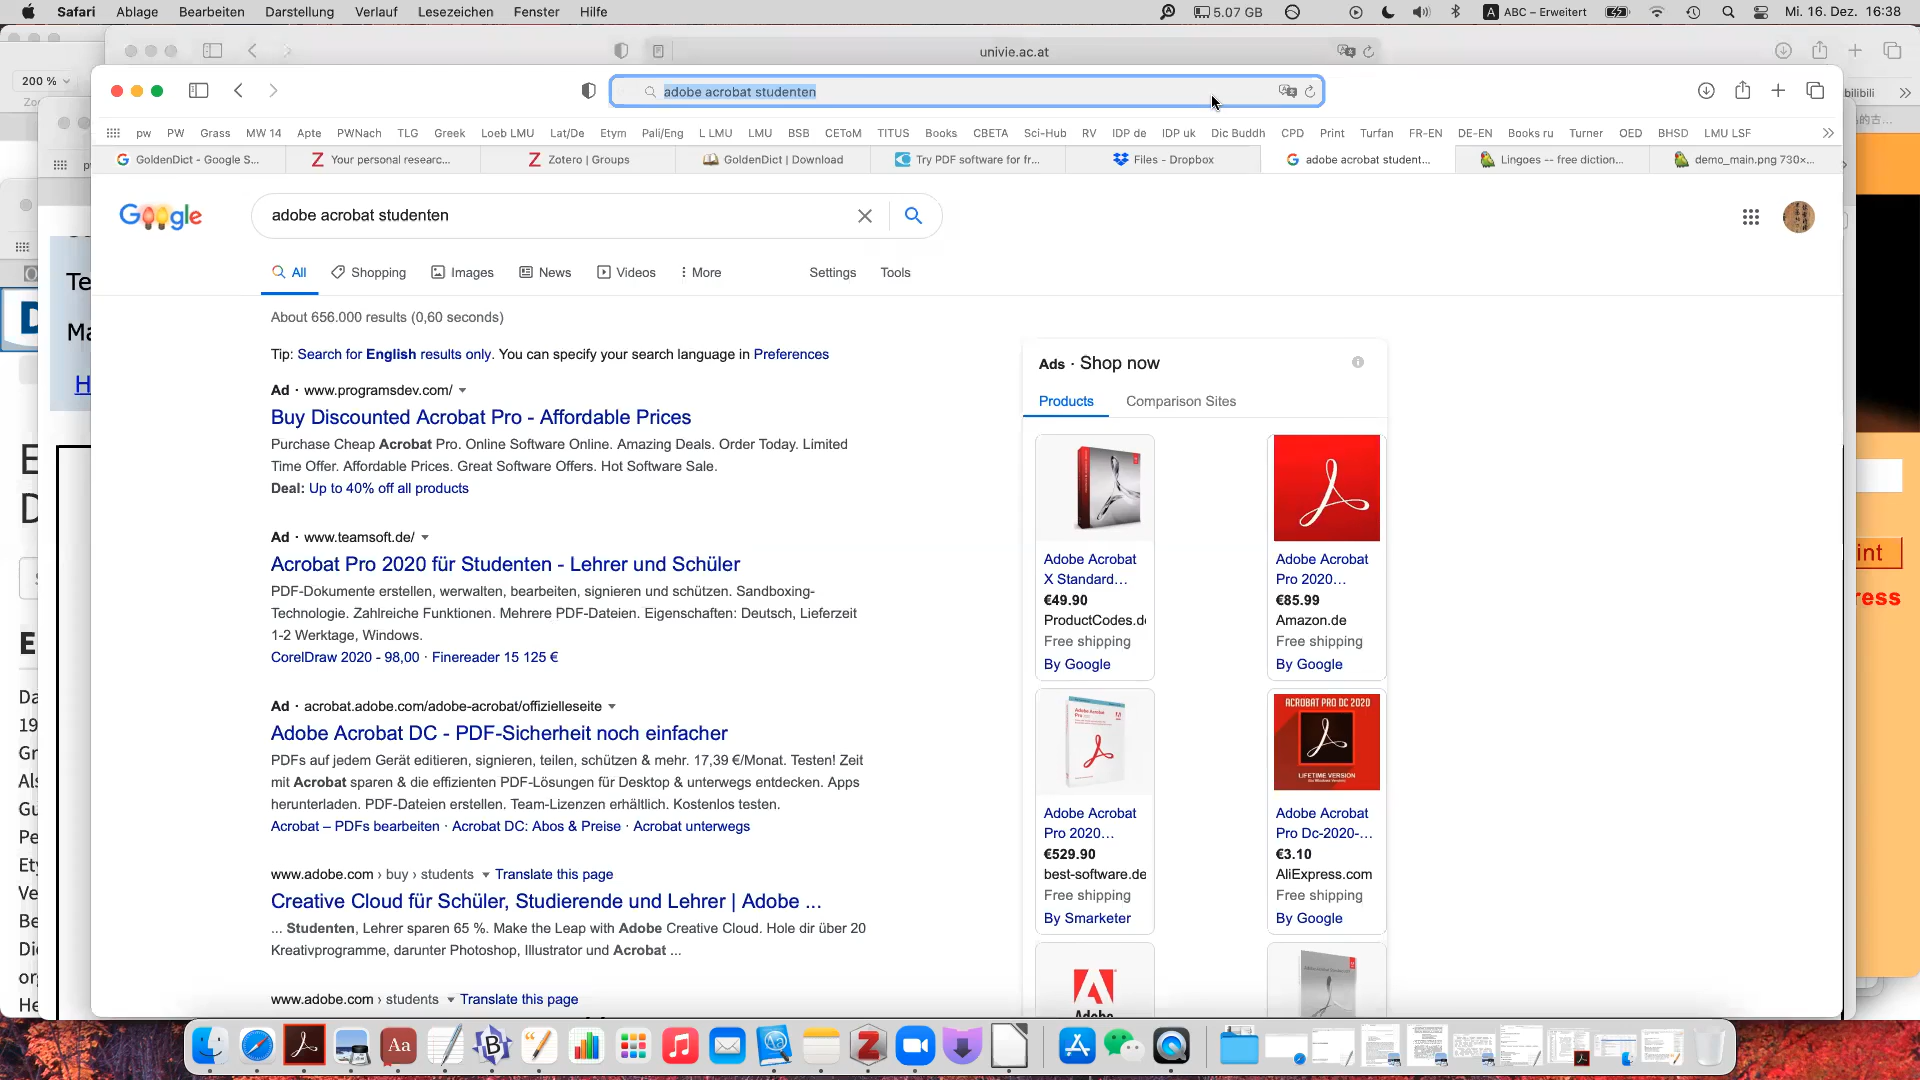 Safari Ablage Bearbeiten Darstellung Verlauf Lesezeichen Fenster Hilfe 5.07 GB A ABC – Erweitert Mi. 16. Dez. 16:38
univie.ac.at
200 %
adobe acrobat studenten
pw PW Grass MW 14 Apte PWNach TLG Greek Loeb LMU Lat/De Etym Pali/Eng L LMU LMU BSB CEToM TITUS Books CBETA Sci-Hub RV IDP de IDP uk Dic Buddh CPD Print Turfan FR-EN DE-EN Books ru Turner OED BHSD LMU LSF
GoldenDict - Google S... Your personal researc... Zotero | Groups GoldenDict | Download Try PDF software for fr... Files - Dropbox adobe acrobat student... Lingoes -- free diction... demo_main.png 730×...
Google
adobe acrobat studenten
All Shopping Images News Videos More Settings Tools
About 656.000 results (0,60 seconds)
Tip: Search for English results only. You can specify your search language in Preferences
Ad · www.programsdev.com/
Buy Discounted Acrobat Pro - Affordable Prices
Purchase Cheap Acrobat Pro. Online Software Online. Amazing Deals. Order Today. Limited
Time Offer. Affordable Prices. Great Software Offers. Hot Software Sale.
Deal: Up to 40% off all products
Ad · www.teamsoft.de/
Acrobat Pro 2020 für Studenten - Lehrer und Schüler
PDF-Dokumente erstellen, werwalten, bearbeiten, signieren und schützen. Sandboxing-
Technologie. Zahlreiche Funktionen. Mehrere PDF-Dateien. Eigenschaften: Deutsch, Lieferzeit
1-2 Werktage, Windows.
CorelDraw 2020 - 98,00 · Finereader 15 125 €
Ad · acrobat.adobe.com/adobe-acrobat/offizielleseite
Adobe Acrobat DC - PDF-Sicherheit noch einfacher
PDFs auf jedem Gerät editieren, signieren, teilen, schützen & mehr. 17,39 €/Monat. Testen! Zeit
mit Acrobat sparen & die effizienten PDF-Lösungen für Desktop & unterwegs entdecken. Apps
herunterladen. PDF-Dateien erstellen. Team-Lizenzen erhältlich. Kostenlos testen.
Acrobat – PDFs bearbeiten · Acrobat DC: Abos & Preise · Acrobat unterwegs
www.adobe.com › buy › students Translate this page
Creative Cloud für Schüler, Studierende und Lehrer | Adobe ...
... Studenten, Lehrer sparen 65 %. Make the Leap with Adobe Creative Cloud. Hole dir über 20
Kreativprogramme, darunter Photoshop, Illustrator und Acrobat ...
www.adobe.com › students Translate this page
Ads · Shop now
Products Comparison Sites
Adobe Acrobat
X Standard...
€49.90
ProductCodes.de
Free shipping
By Google
Adobe Acrobat
Pro 2020...
€85.99
Amazon.de
Free shipping
By Google
Adobe Acrobat
Pro 2020...
€529.90
best-software.de
Free shipping
By Smarketer
ACROBAT PRO DC 2020
LIFETIME VERSION
Adobe Acrobat
Pro Dc-2020-...
€3.10
AliExpress.com
Free shipping
By Google
Adobe
Aa